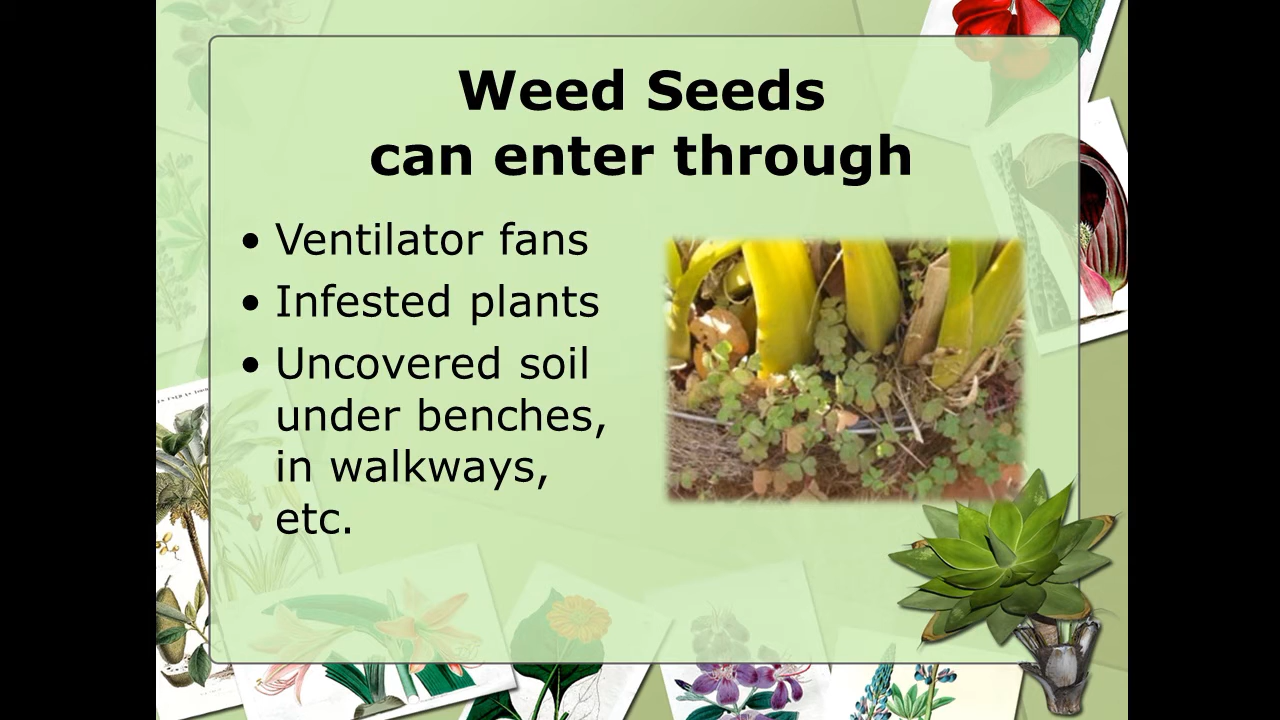 Weed Seeds
can enter through
• Ventilator fans
• Infested plants
• Uncovered soil
under benches,
in walkways,
etc.